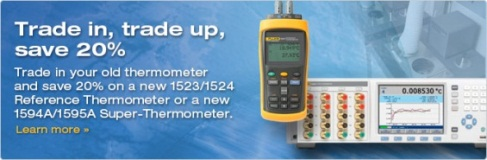 Trade in, trade up,
save 20%
Trade in your old thermometer
and save 20% on a new 1523/1524
Reference Thermometer or a new
1594A/1595A Super-Thermometer.
Learn more »
FLUKE
0.008530 °C